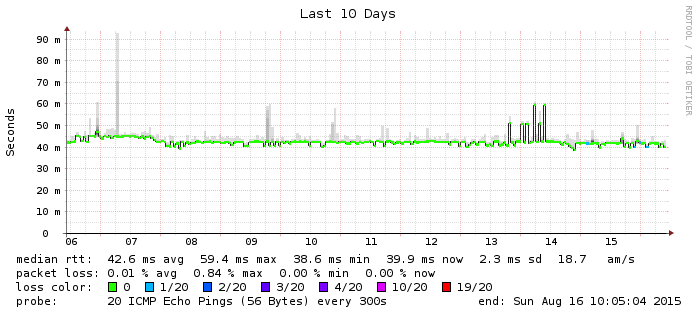 Last 10 Days
RRDTOOL / TOBI OETIKER
Seconds
90 m
80 m
70 m
60 m
50 m
40 m
30 m
20 m
10 m
0
06 07 08 09 10 11 12 13 14 15
median rtt: 42.6 ms avg 59.4 ms max 38.6 ms min 39.9 ms now 2.3 ms sd 18.7 am/s
packet loss: 0.01 % avg 0.84 % max 0.00 % min 0.00 % now
loss color: 0 1/20 2/20 3/20 4/20 10/20 19/20
probe: 20 ICMP Echo Pings (56 Bytes) every 300s end: Sun Aug 16 10:05:04 2015